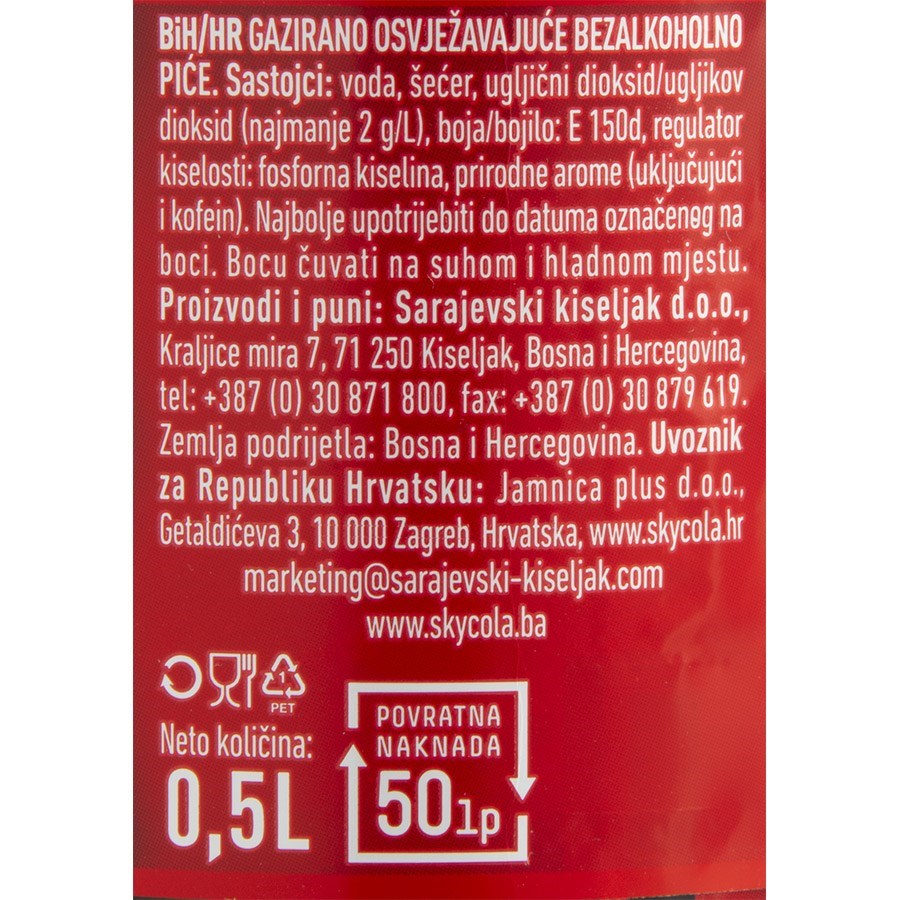 BiH/HR GAZIRANO OSVJEŽAVAJUĆE BEZALKOHOLNO
PIĆE. Sastojci: voda, šećer, ugljični dioksid/ugljikov
dioksid (najmanje 2 g/L), boja/bojilo: E 150d, regulator
kiselosti: fosforna kiselina, prirodne arome (uključujući
i kofein). Najbolje upotrijebiti do datuma označenog na
boci. Bocu čuvati na suhom i hladnom mjestu.
Proizvodi i puni: Sarajevski kiseljak d.o.o.,
Kraljice mira 7, 71 250 Kiseljak, Bosna i Hercegovina,
tel: +387 (0) 30 871 800, fax: +387 (0) 30 879 619.
Zemlja podrijetla: Bosna i Hercegovina. Uvoznik
za Republiku Hrvatsku: Jamnica plus d.o.o.,
Getaldićeva 3, 10 000 Zagreb, Hrvatska, www.skycola.hr
marketing@sarajevski-kiseljak.com
www.skycola.ba
1
PET
Neto količina:
0,5L
POVRATNA
NAKNADA
50 lp